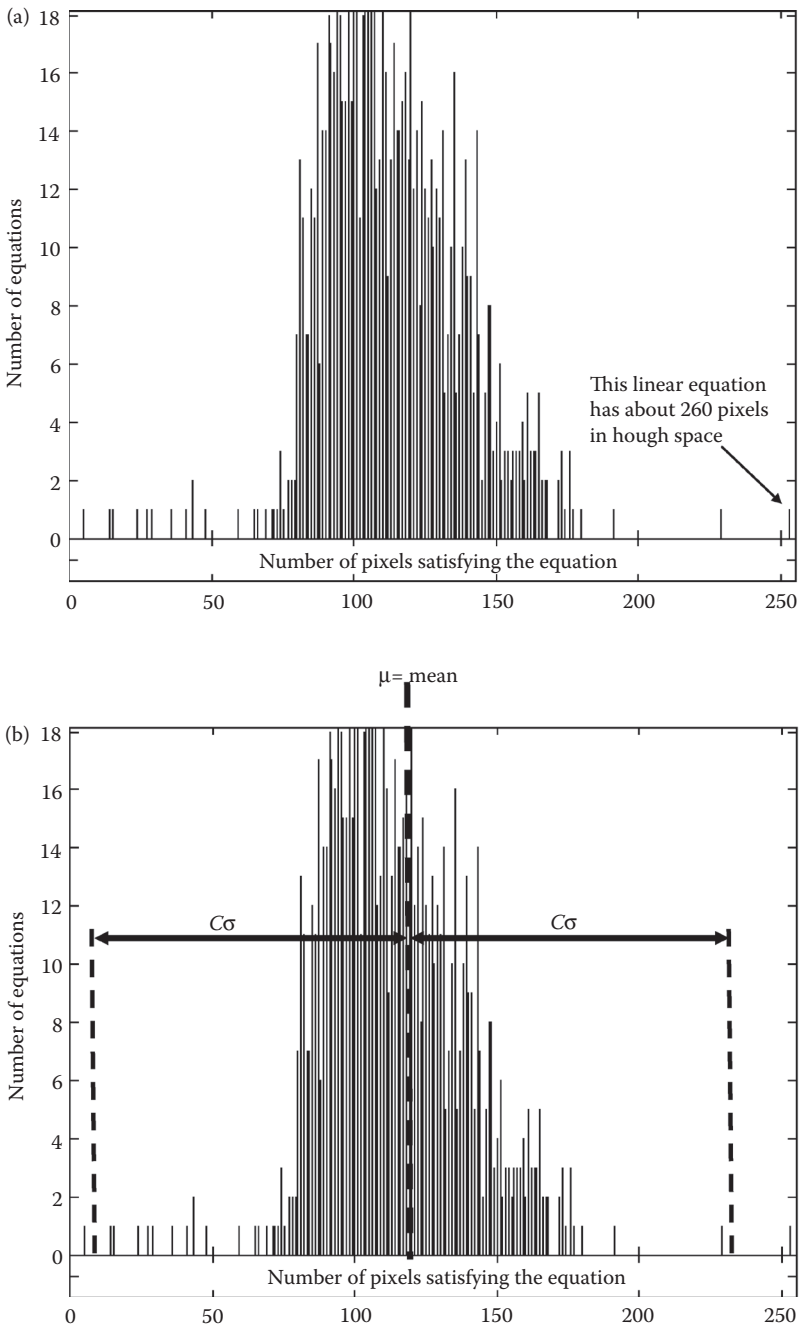 (a)
18
16
14
12
10
8
6
4
2
0
Number of equations
This linear equation
has about 260 pixels
in hough space
Number of pixels satisfying the equation
0 50 100 150 200 250
μ= mean
(b)
18
16
14
12
10
8
6
4
2
0
Number of equations
Cσ Cσ
Number of pixels satisfying the equation
0 50 100 150 200 250